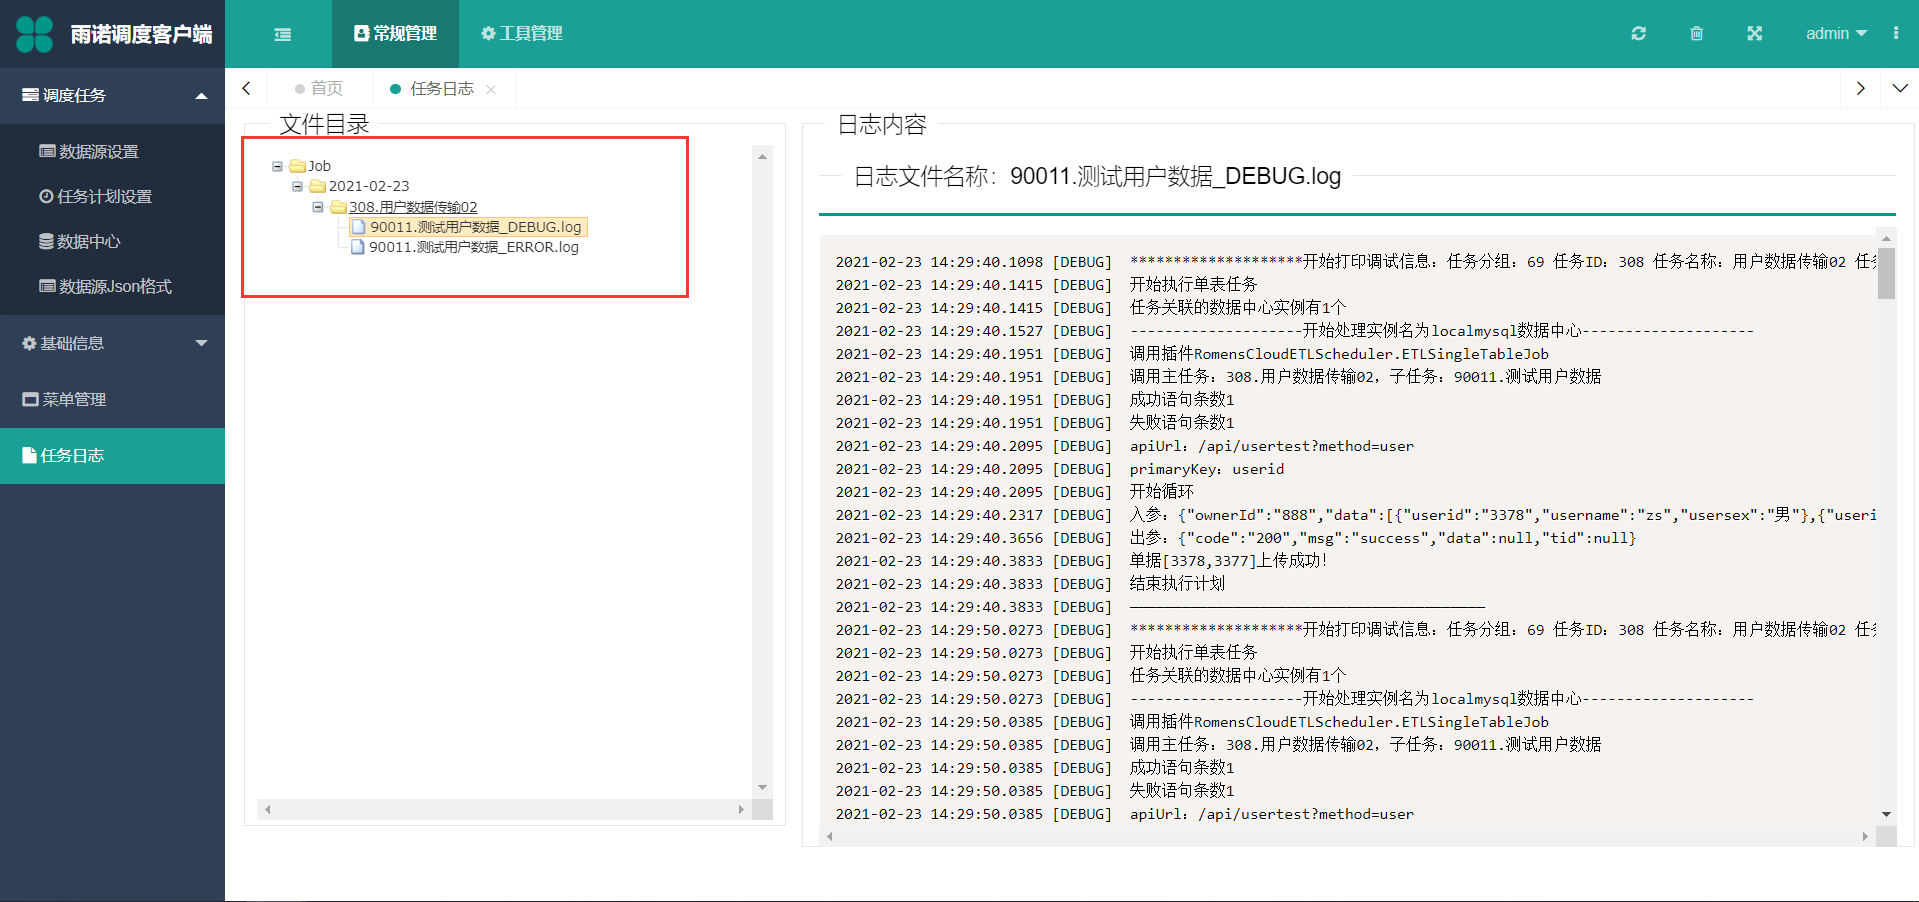 雨诺调度客户端
常规管理
工具管理
admin
调度任务
数据源设置
任务计划设置
数据中心
数据源Json格式
基础信息
菜单管理
任务日志
首页
任务日志
文件目录
Job
2021-02-23
308.用户数据传输02
90011.测试用户数据_DEBUG.log
90011.测试用户数据_ERROR.log
日志内容
日志文件名称：90011.测试用户数据_DEBUG.log
2021-02-23 14:29:40.1098 [DEBUG] ********************开始打印调试信息：任务分组：69 任务ID：308 任务名称：用户数据传输02 任务
2021-02-23 14:29:40.1415 [DEBUG] 开始执行单表任务
2021-02-23 14:29:40.1415 [DEBUG] 任务关联的数据中心实例有1个
2021-02-23 14:29:40.1527 [DEBUG] --------------------开始处理实例名为localmysql数据中心--------------------
2021-02-23 14:29:40.1951 [DEBUG] 调用插件RomensCloudETLScheduler.ETLSingleTableJob
2021-02-23 14:29:40.1951 [DEBUG] 调用主任务：308.用户数据传输02，子任务：90011.测试用户数据
2021-02-23 14:29:40.1951 [DEBUG] 成功语句条数1
2021-02-23 14:29:40.1951 [DEBUG] 失败语句条数1
2021-02-23 14:29:40.2095 [DEBUG] apiUrl：/api/usertest?method=user
2021-02-23 14:29:40.2095 [DEBUG] primaryKey：userid
2021-02-23 14:29:40.2095 [DEBUG] 开始循环
2021-02-23 14:29:40.2317 [DEBUG] 入参：{"ownerId":"888","data":[{"userid":"3378","username":"zs","usersex":"男"},{"useri
2021-02-23 14:29:40.3656 [DEBUG] 出参：{"code":"200","msg":"success","data":null,"tid":null}
2021-02-23 14:29:40.3833 [DEBUG] 单据[3378,3377]上传成功！
2021-02-23 14:29:40.3833 [DEBUG] 结束执行计划
2021-02-23 14:29:40.3833 [DEBUG] —————————————————————————————————————————
2021-02-23 14:29:50.0273 [DEBUG] ********************开始打印调试信息：任务分组：69 任务ID：308 任务名称：用户数据传输02 任务
2021-02-23 14:29:50.0273 [DEBUG] 开始执行单表任务
2021-02-23 14:29:50.0273 [DEBUG] 任务关联的数据中心实例有1个
2021-02-23 14:29:50.0273 [DEBUG] --------------------开始处理实例名为localmysql数据中心--------------------
2021-02-23 14:29:50.0385 [DEBUG] 调用插件RomensCloudETLScheduler.ETLSingleTableJob
2021-02-23 14:29:50.0385 [DEBUG] 调用主任务：308.用户数据传输02，子任务：90011.测试用户数据
2021-02-23 14:29:50.0385 [DEBUG] 成功语句条数1
2021-02-23 14:29:50.0385 [DEBUG] 失败语句条数1
2021-02-23 14:29:50.0385 [DEBUG] apiUrl：/api/usertest?method=user